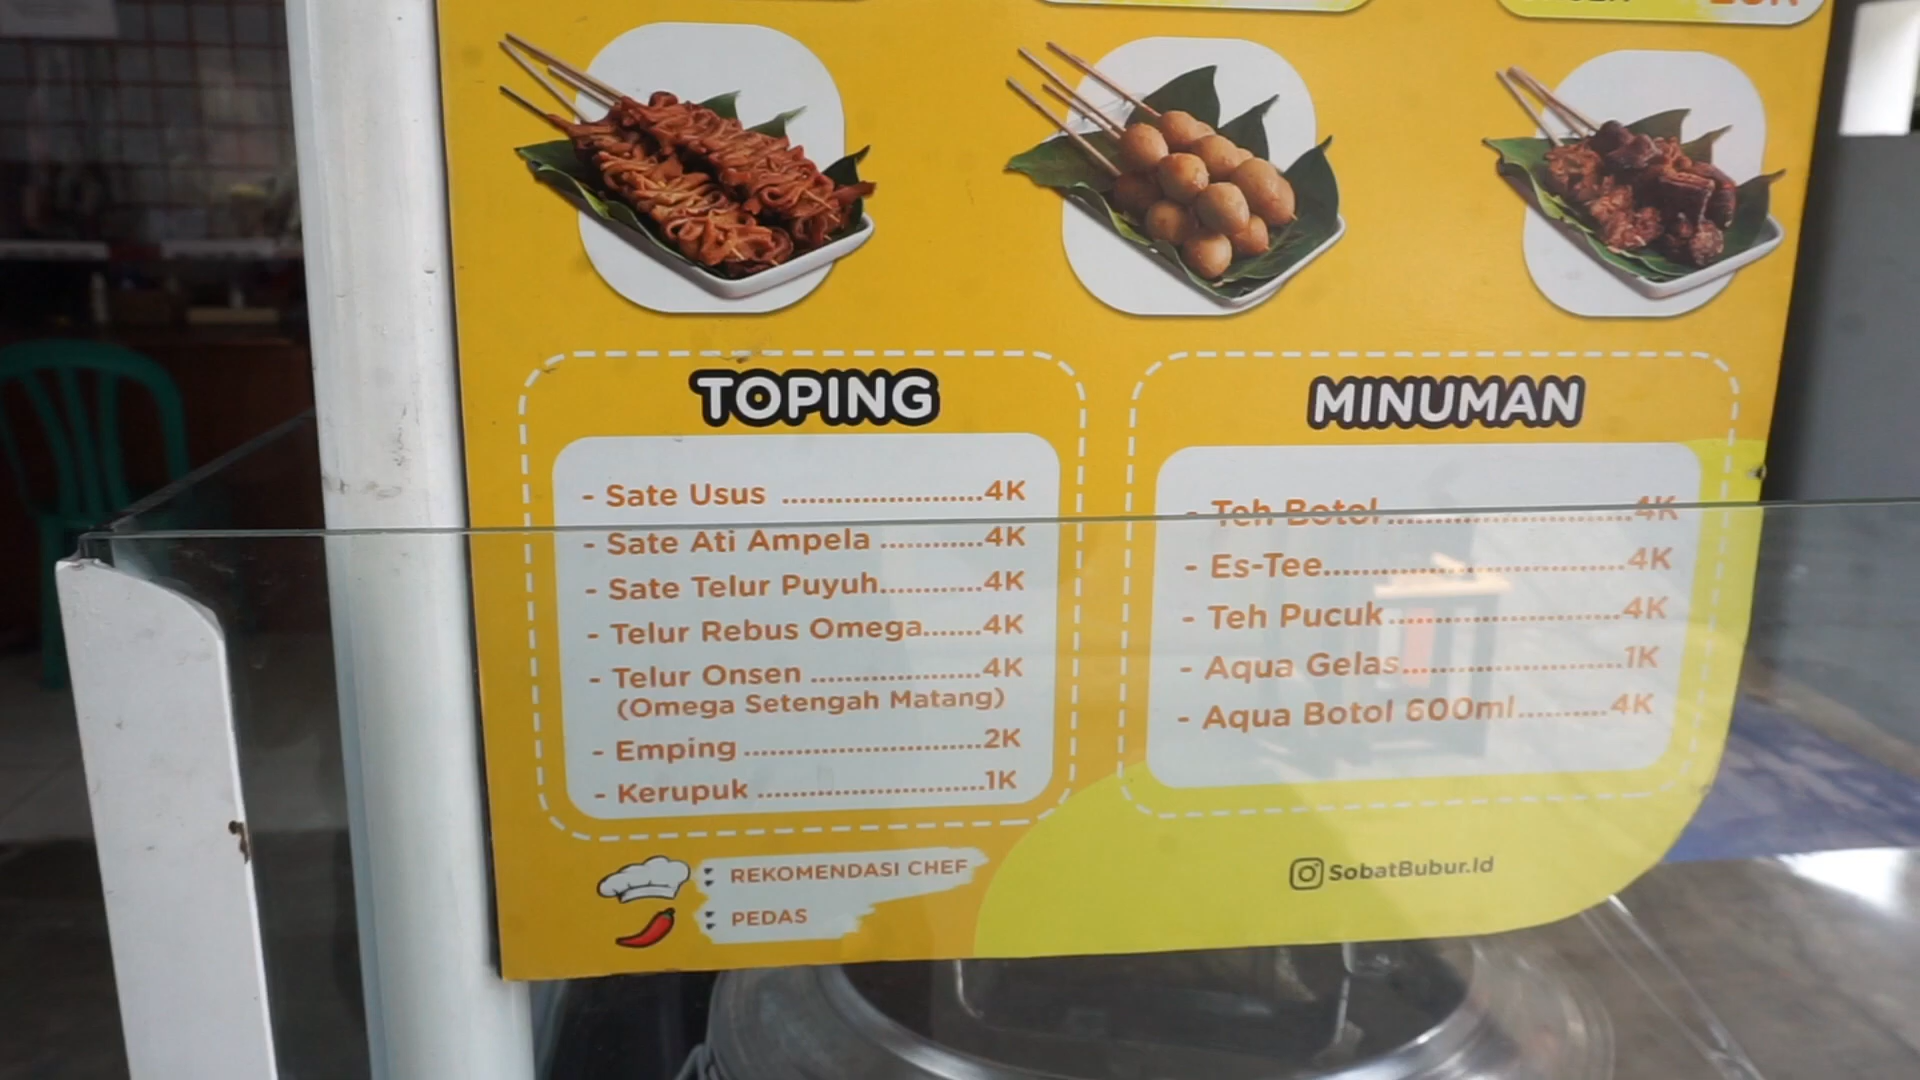 TOPING
- Sate Usus ......................4K
- Sate Ati Ampela ............4K
- Sate Telur Puyuh............4K
- Telur Rebus Omega.......4K
- Telur Onsen ...................4K
(Omega Setengah Matang)
- Emping ..........................2K
- Kerupuk .........................1K
MINUMAN
- Teh Botol ...........................4K
- Es-Tee.................................4K
- Teh Pucuk .........................4K
- Aqua Gelas........................1K
- Aqua Botol 600ml..........4K
: REKOMENDASI CHEF
: PEDAS
SobatBubur.Id